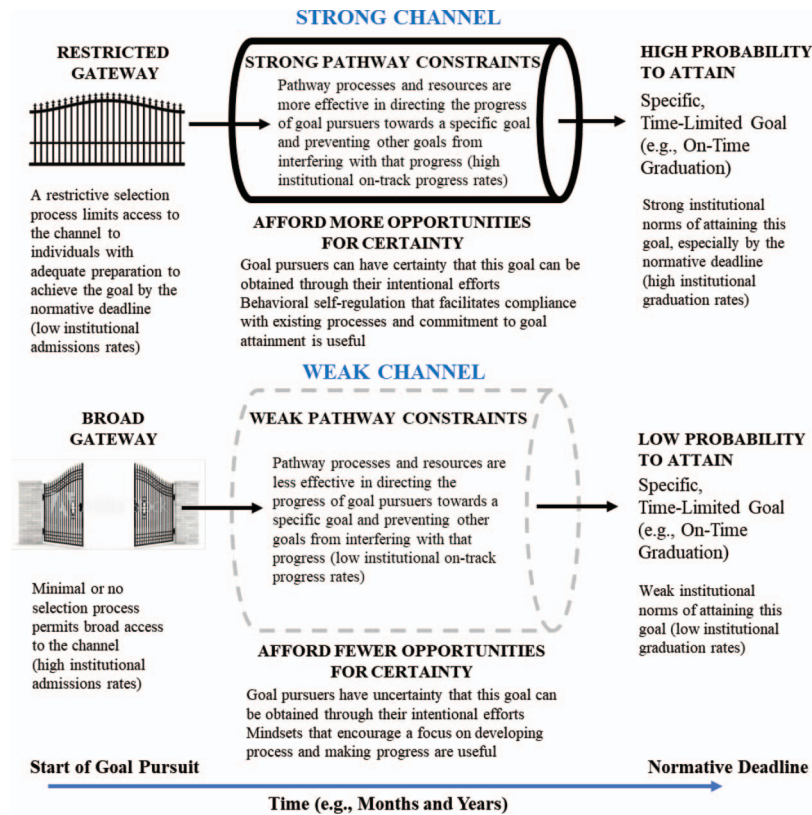 STRONG CHANNEL
RESTRICTED
GATEWAY
A restrictive selection
process limits access to
the channel to
individuals with
adequate preparation to
achieve the goal by the
normative deadline
(low institutional
admissions rates)
STRONG PATHWAY CONSTRAINTS
Pathway processes and resources are
more effective in directing the progress
of goal pursuers towards a specific goal
and preventing other goals from
interfering with that progress (high
institutional on-track progress rates)
AFFORD MORE OPPORTUNITIES
FOR CERTAINTY
Goal pursuers can have certainty that this goal can be
obtained through their intentional efforts
Behavioral self-regulation that facilitates compliance
with existing processes and commitment to goal
attainment is useful
HIGH PROBABILITY
TO ATTAIN
Specific,
Time-Limited Goal
(e.g., On-Time
Graduation)
Strong institutional
norms of attaining this
goal, especially by the
normative deadline
(high institutional
graduation rates)
WEAK CHANNEL
BROAD
GATEWAY
Minimal or no
selection process
permits broad access
to the channel
(high institutional
admissions rates)
WEAK PATHWAY CONSTRAINTS
Pathway processes and resources are
less effective in directing the
progress of goal pursuers towards a
specific goal and preventing other
goals from interfering with that
progress (low institutional on-track
progress rates)
AFFORD FEWER OPPORTUNITIES
FOR CERTAINTY
Goal pursuers have uncertainty that this goal can
be obtained through their intentional efforts
Mindsets that encourage a focus on developing
process and making progress are useful
LOW PROBABILITY
TO ATTAIN
Specific,
Time-Limited Goal
(e.g., On-Time
Graduation)
Weak institutional
norms of attaining this
goal (low institutional
graduation rates)
Start of Goal Pursuit
Normative Deadline
Time (e.g., Months and Years)